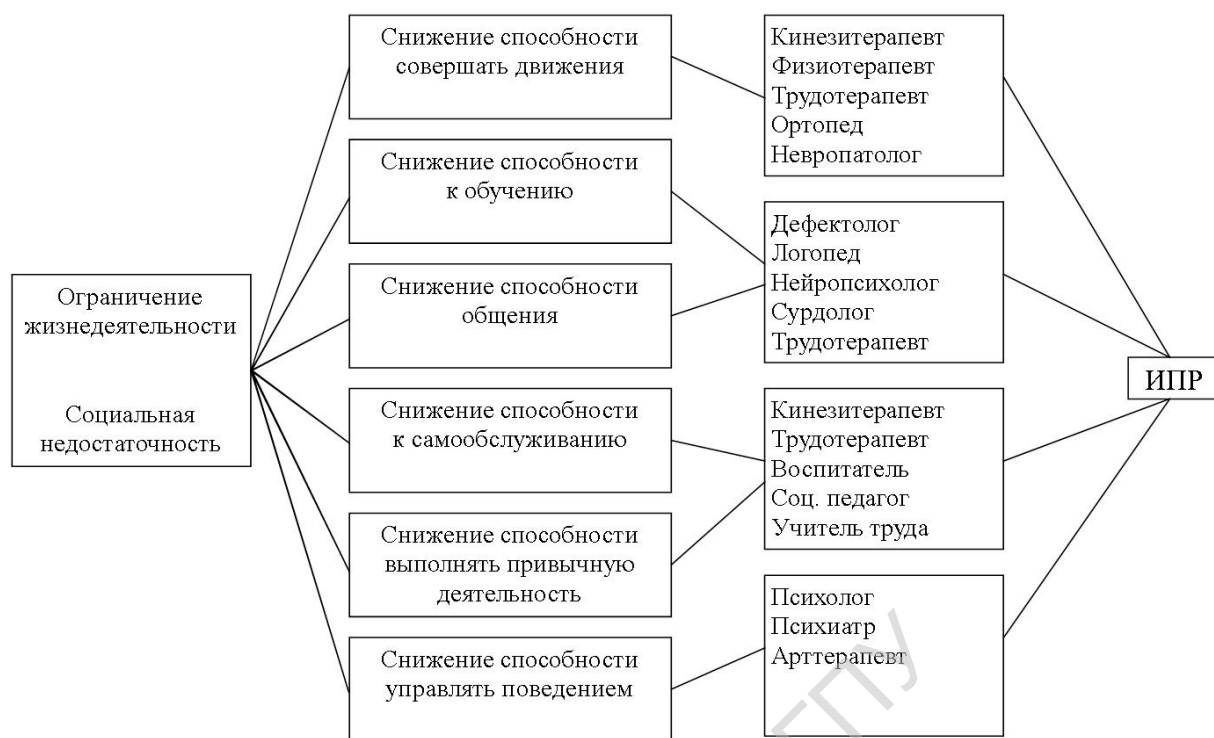 Ограничение
жизнедеятельности
Социальная
недостаточность
Снижение способности
совершать движения
Снижение способности
к обучению
Снижение способности
общения
Снижение способности
к самообслуживанию
Снижение способности
выполнять привычную
деятельность
Снижение способности
управлять поведением
Кинезитерапевт
Физиотерапевт
Трудотерапевт
Ортопед
Невропатолог
Дефектолог
Логопед
Нейропсихолог
Сурдолог
Трудотерапевт
Кинезитерапевт
Трудотерапевт
Воспитатель
Соц. педагог
Учитель труда
Психолог
Психиатр
Арттерапевт
ИПР
ГПУ